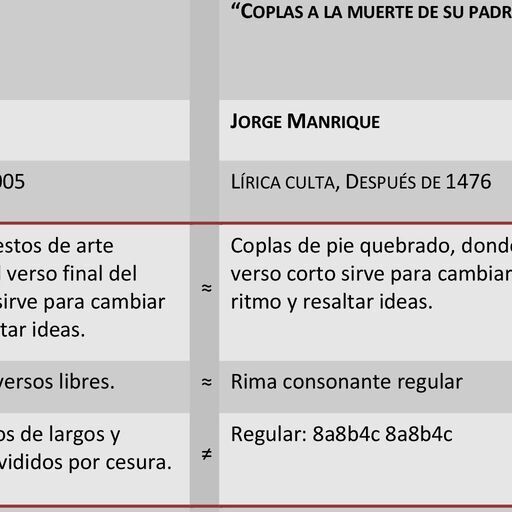 “COPLAS A LA MUERTE DE SU PADR
JORGE MANRIQUE
005
LÍRICA CULTA, DESPUÉS DE 1476
estos de arte
verso final del
sirve para cambiar
tar ideas.
≈
Coplas de pie quebrado, dond
verso corto sirve para cambiar
ritmo y resaltar ideas.
versos libres.
≈
Rima consonante regular
os de largos y
vididos por cesura.
≠
Regular: 8a8b4c 8a8b4c